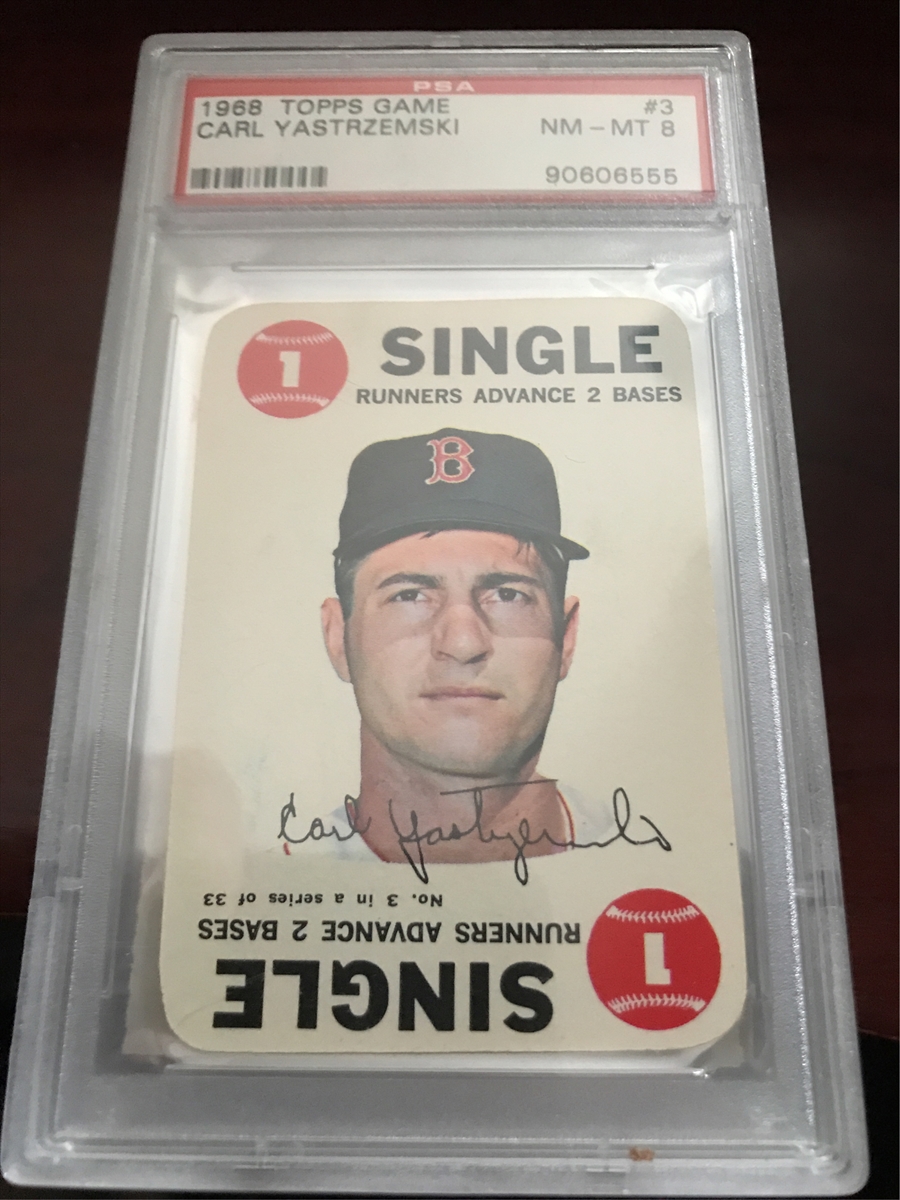 PSA
1968 TOPPS GAME #3
CARL YASTRZEMSKI NM - MT 8
90606555
1 SINGLE
RUNNERS ADVANCE 2 BASES
B
Carl Yastrzemski
No. 3 in a series of 33
RUNNERS ADVANCE 2 BASES
SINGLE 1